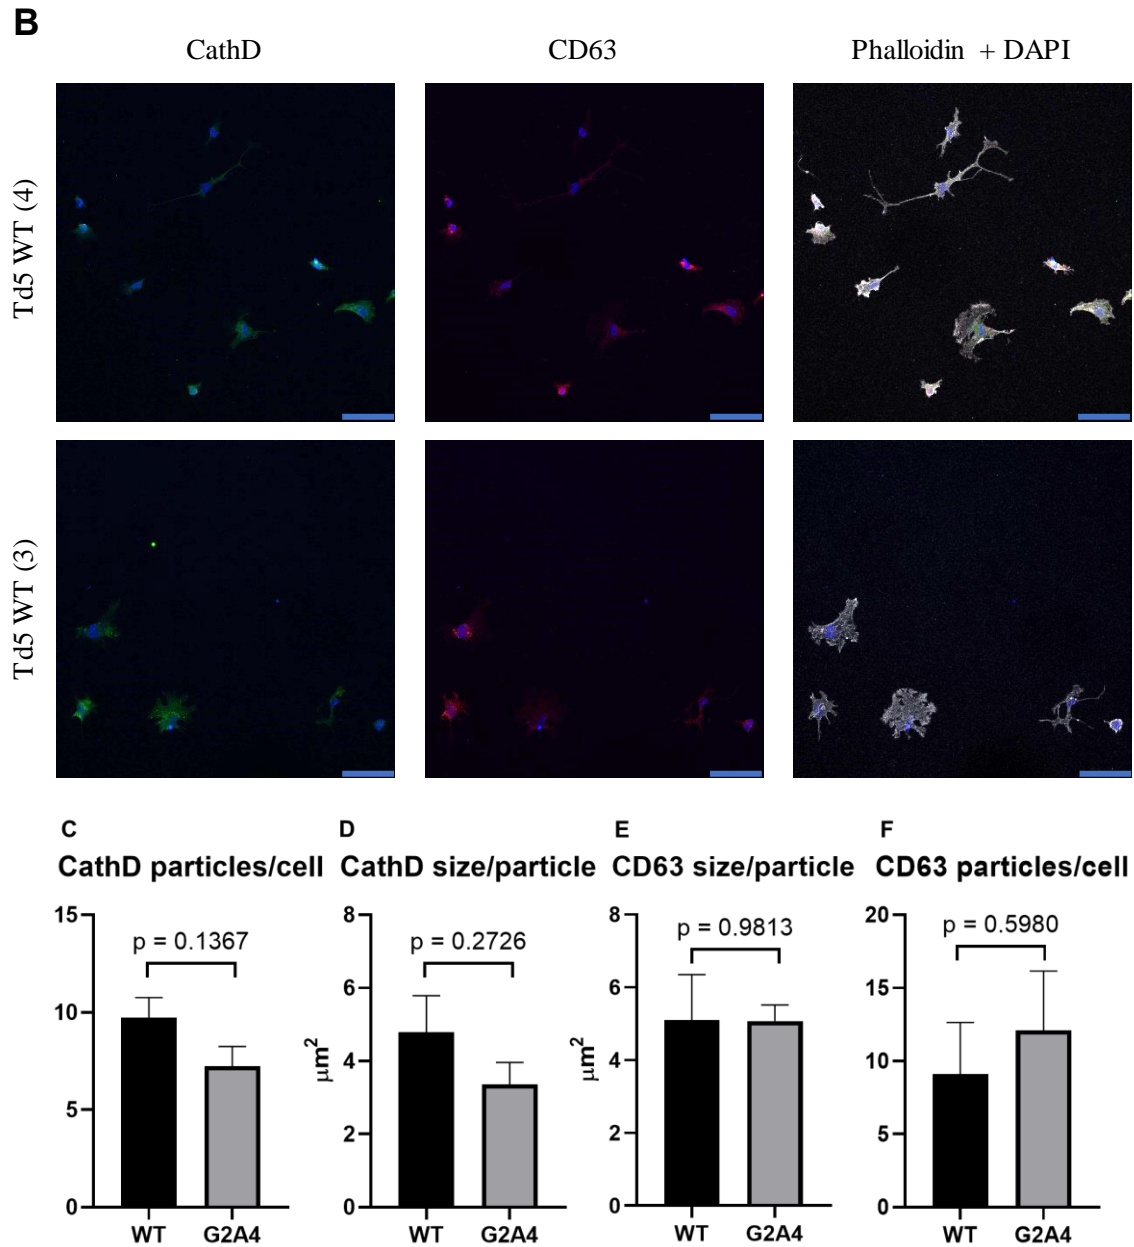 B
CathD
CD63
Phalloidin + DAPI
Td5 WT (4)
Td5 WT (3)
C
CathD particles/cell
15
10
5
0
p = 0.1367
WT
G2A4
D
CathD size/particle
8
6
4
2
0
μm²
p = 0.2726
WT
G2A4
E
CD63 size/particle
8
6
4
2
0
μm²
p = 0.9813
WT
G2A4
F
CD63 particles/cell
20
15
10
5
0
p = 0.5980
WT
G2A4